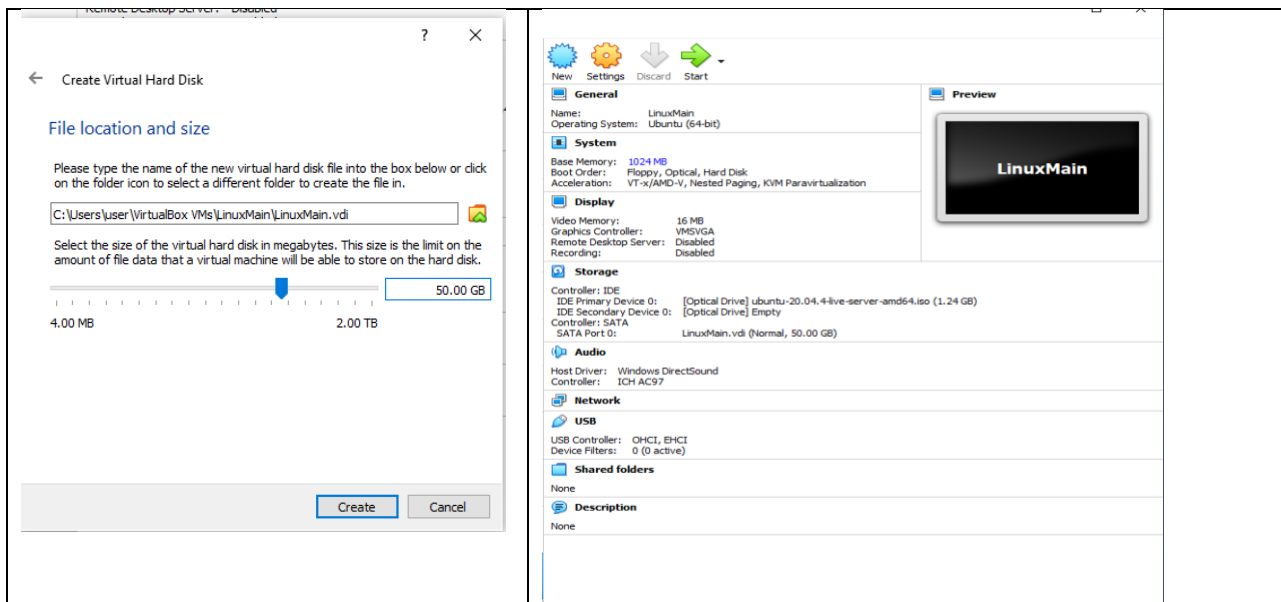 Remote Desktop Server: Disabled
?
Create Virtual Hard Disk
File location and size
Please type the name of the new virtual hard disk file into the box below or click
on the folder icon to select a different folder to create the file in.
C:\Users\user\VirtualBox VMs\LinuxMain\LinuxMain.vdi
Select the size of the virtual hard disk in megabytes. This size is the limit on the
amount of file data that a virtual machine will be able to store on the hard disk.
50.00 GB
4.00 MB 2.00 TB
Create Cancel
New Settings Discard Start
General
Name: LinuxMain
Operating System: Ubuntu (64-bit)
System
Base Memory: 1024 MB
Boot Order: Floppy, Optical, Hard Disk
Acceleration: VT-x/AMD-V, Nested Paging, KVM Paravirtualization
Display
Video Memory: 16 MB
Graphics Controller: VMSVGA
Remote Desktop Server: Disabled
Recording: Disabled
Storage
Controller: IDE
IDE Primary Device 0: [Optical Drive] ubuntu-20.04.4-live-server-amd64.iso (1.24 GB)
IDE Secondary Device 0: [Optical Drive] Empty
Controller: SATA
SATA Port 0: LinuxMain.vdi (Normal, 50.00 GB)
Audio
Host Driver: Windows DirectSound
Controller: ICH AC97
Network
USB
USB Controller: OHCI, EHCI
Device Filters: 0 (0 active)
Shared folders
None
Description
None
Preview
LinuxMain